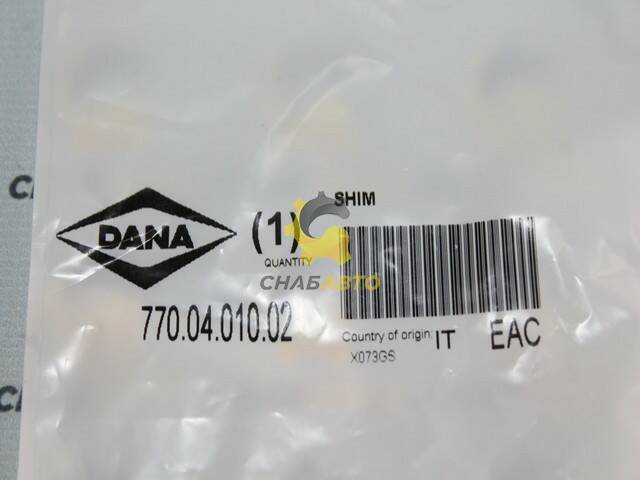 SHIM
DANA
(1)
QUANTITY
СНАБАВТО
770.04.010.02
Country of origin: IT EAC
X073GS